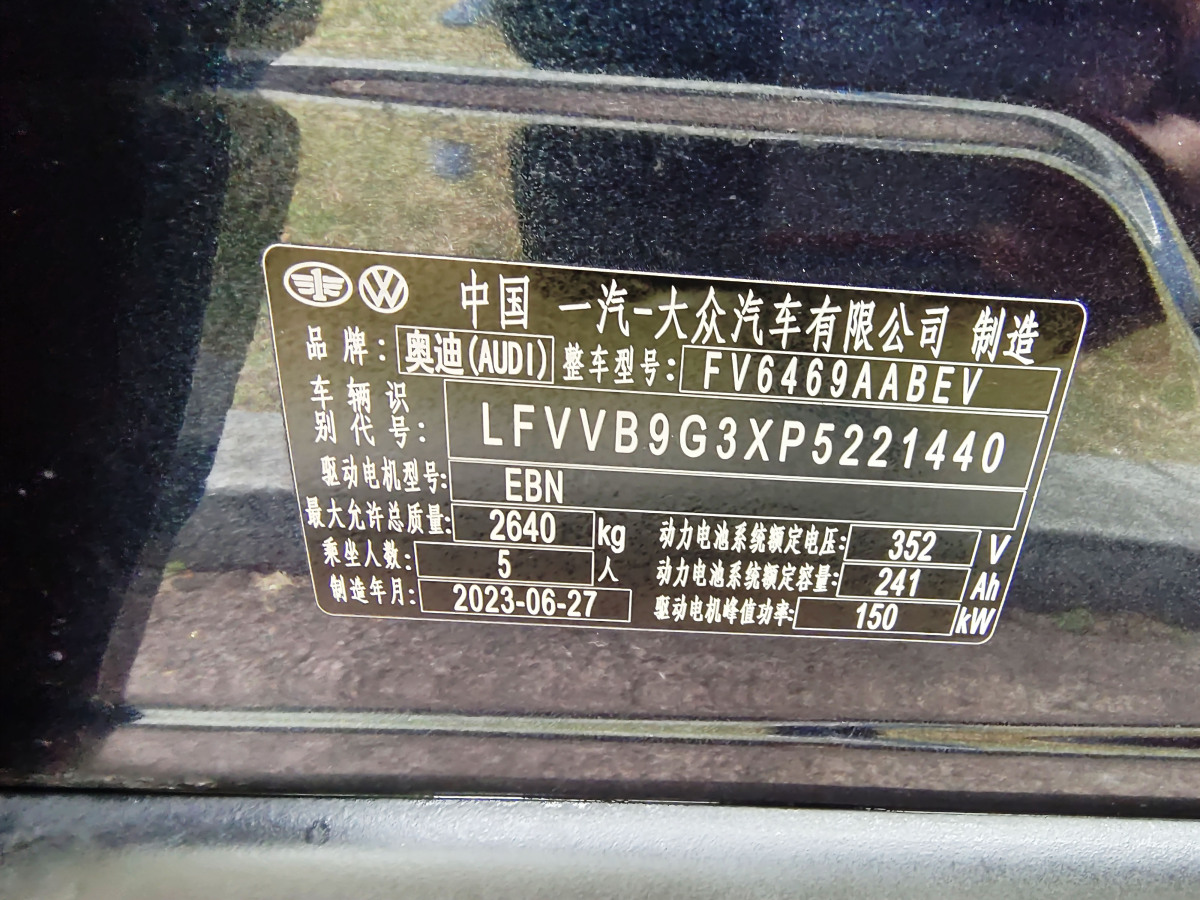 中国 一汽-大众汽车有限公司 制造
品牌: 奥迪(AUDI) 整车型号: FV6469AABEV
车辆识
别代号: LFVVB9G3XP5221440
驱动电机型号: EBN
最大允许总质量: 2640 kg 动力电池系统额定电压: 352 V
乘坐人数: 5 人 动力电池系统额定容量: 241 Ah
制造年月: 2023-06-27 驱动电机峰值功率: 150 kW